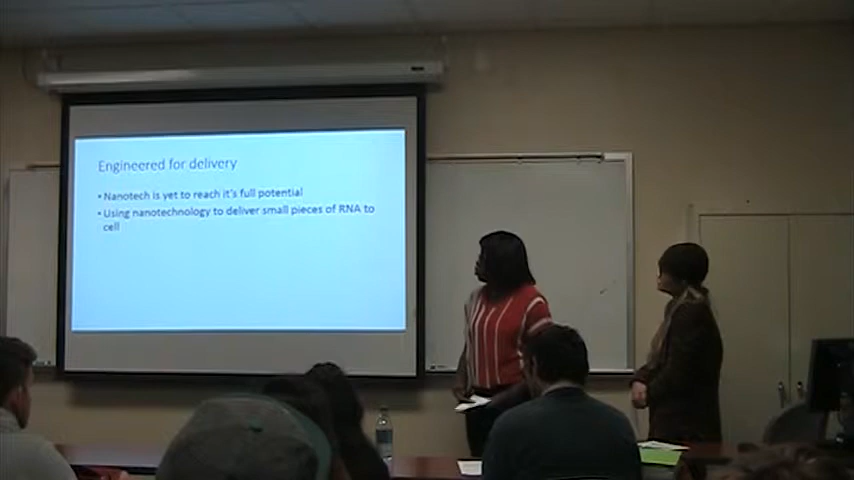 Engineered for delivery
• Nanotech is yet to reach it's full potential
• Using nanotechnology to deliver small pieces of RNA to
cell